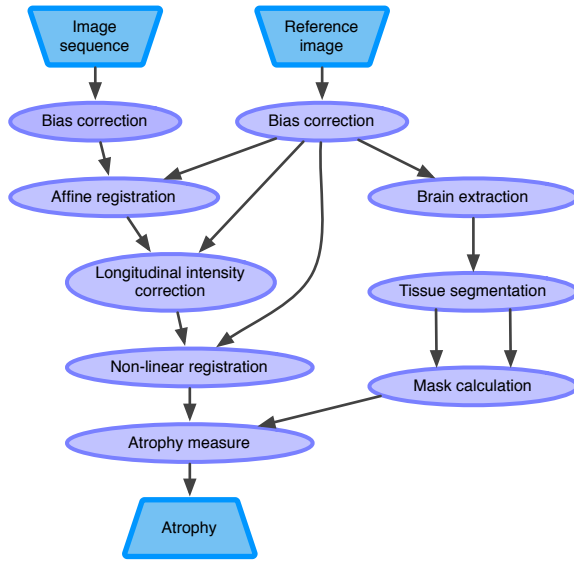 Image
sequence
Reference
image
Bias correction
Bias correction
Affine registration
Brain extraction
Longitudinal intensity
correction
Tissue segmentation
Non-linear registration
Mask calculation
Atrophy measure
Atrophy